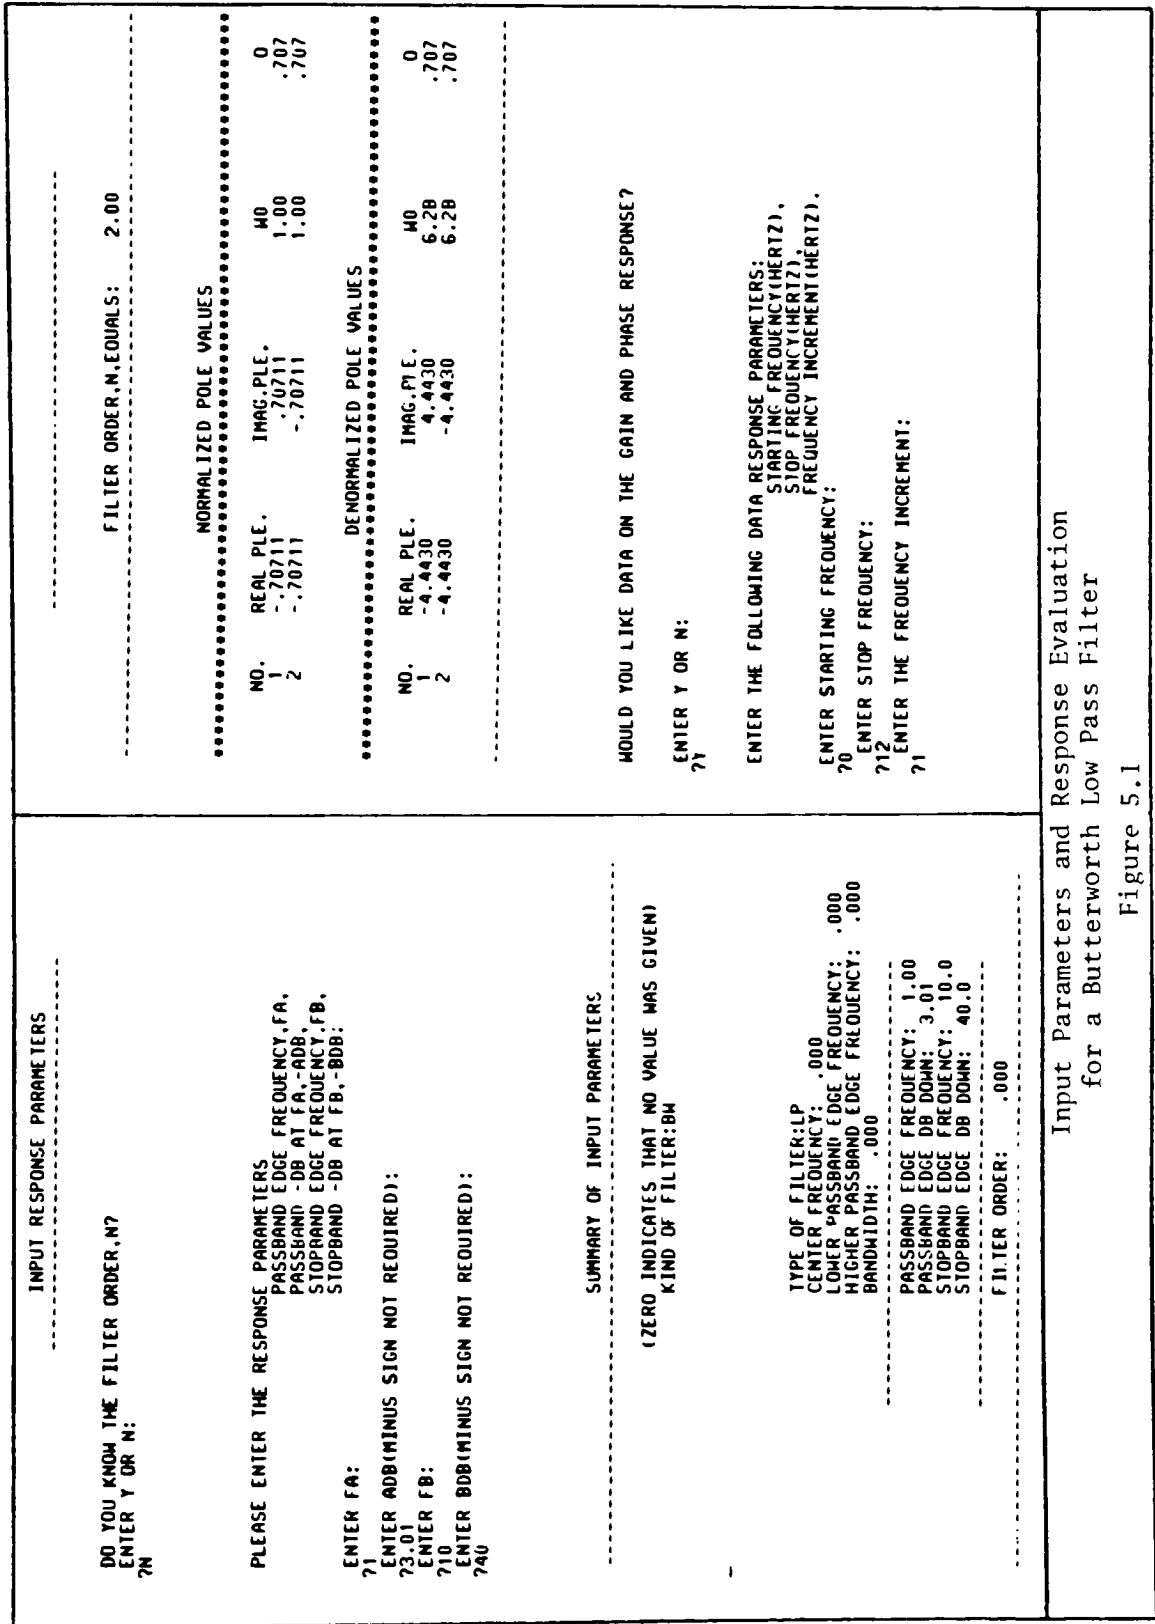 INPUT RESPONSE PARAMETERS
DO YOU KNOW THE FILTER ORDER,N?
ENTER Y OR N:
?N
PLEASE ENTER THE RESPONSE PARAMETERS
PASSBAND EDGE FREQUENCY,FA,
PASSBAND -DB AT FA,-ADB,
STOPBAND EDGE FREQUENCY,FB,
STOPBAND -DB AT FB,-BDB:
ENTER FA:
?1
ENTER ADB(MINUS SIGN NOT REQUIRED):
?3.01
ENTER FB:
?10
ENTER BDB(MINUS SIGN NOT REQUIRED):
?40
SUMMARY OF INPUT PARAMETERS
(ZERO INDICATES THAT NO VALUE WAS GIVEN)
KIND OF FILTER:BW
TYPE OF FILTER:LP
CENTER FREQUENCY: .000
LOWER PASSBAND EDGE FREQUENCY: .000
HIGHER PASSBAND EDGE FREQUENCY: .000
BANDWIDTH: .000
PASSBAND EDGE FREQUENCY: 1.00
PASSBAND EDGE DB DOWN: 3.01
STOPBAND EDGE FREQUENCY: 10.0
STOPBAND EDGE DB DOWN: 40.0
FILTER ORDER: .000
FILTER ORDER,N,EQUALS: 2.00
NORMALIZED POLE VALUES
NO. REAL PLE. IMAG.PLE. WO Q
1 -.70711 .70711 1.00 .707
2 -.70711 -.70711 1.00 .707
DENORMALIZED POLE VALUES
NO. REAL PLE. IMAG.PLE. WO Q
1 -4.4430 4.4430 6.28 .707
2 -4.4430 -4.4430 6.28 .707
WOULD YOU LIKE DATA ON THE GAIN AND PHASE RESPONSE?
ENTER Y OR N:
?Y
ENTER THE FOLLOWING DATA RESPONSE PARAMETERS:
STARTING FREQUENCY(HERTZ),
STOP FREQUENCY(HERTZ),
FREQUENCY INCREMENT(HERTZ).
ENTER STARTING FREQUENCY:
?0
ENTER STOP FREQUENCY:
?12
ENTER THE FREQUENCY INCREMENT:
?1
Input Parameters and Response Evaluation
for a Butterworth Low Pass Filter
Figure 5.1